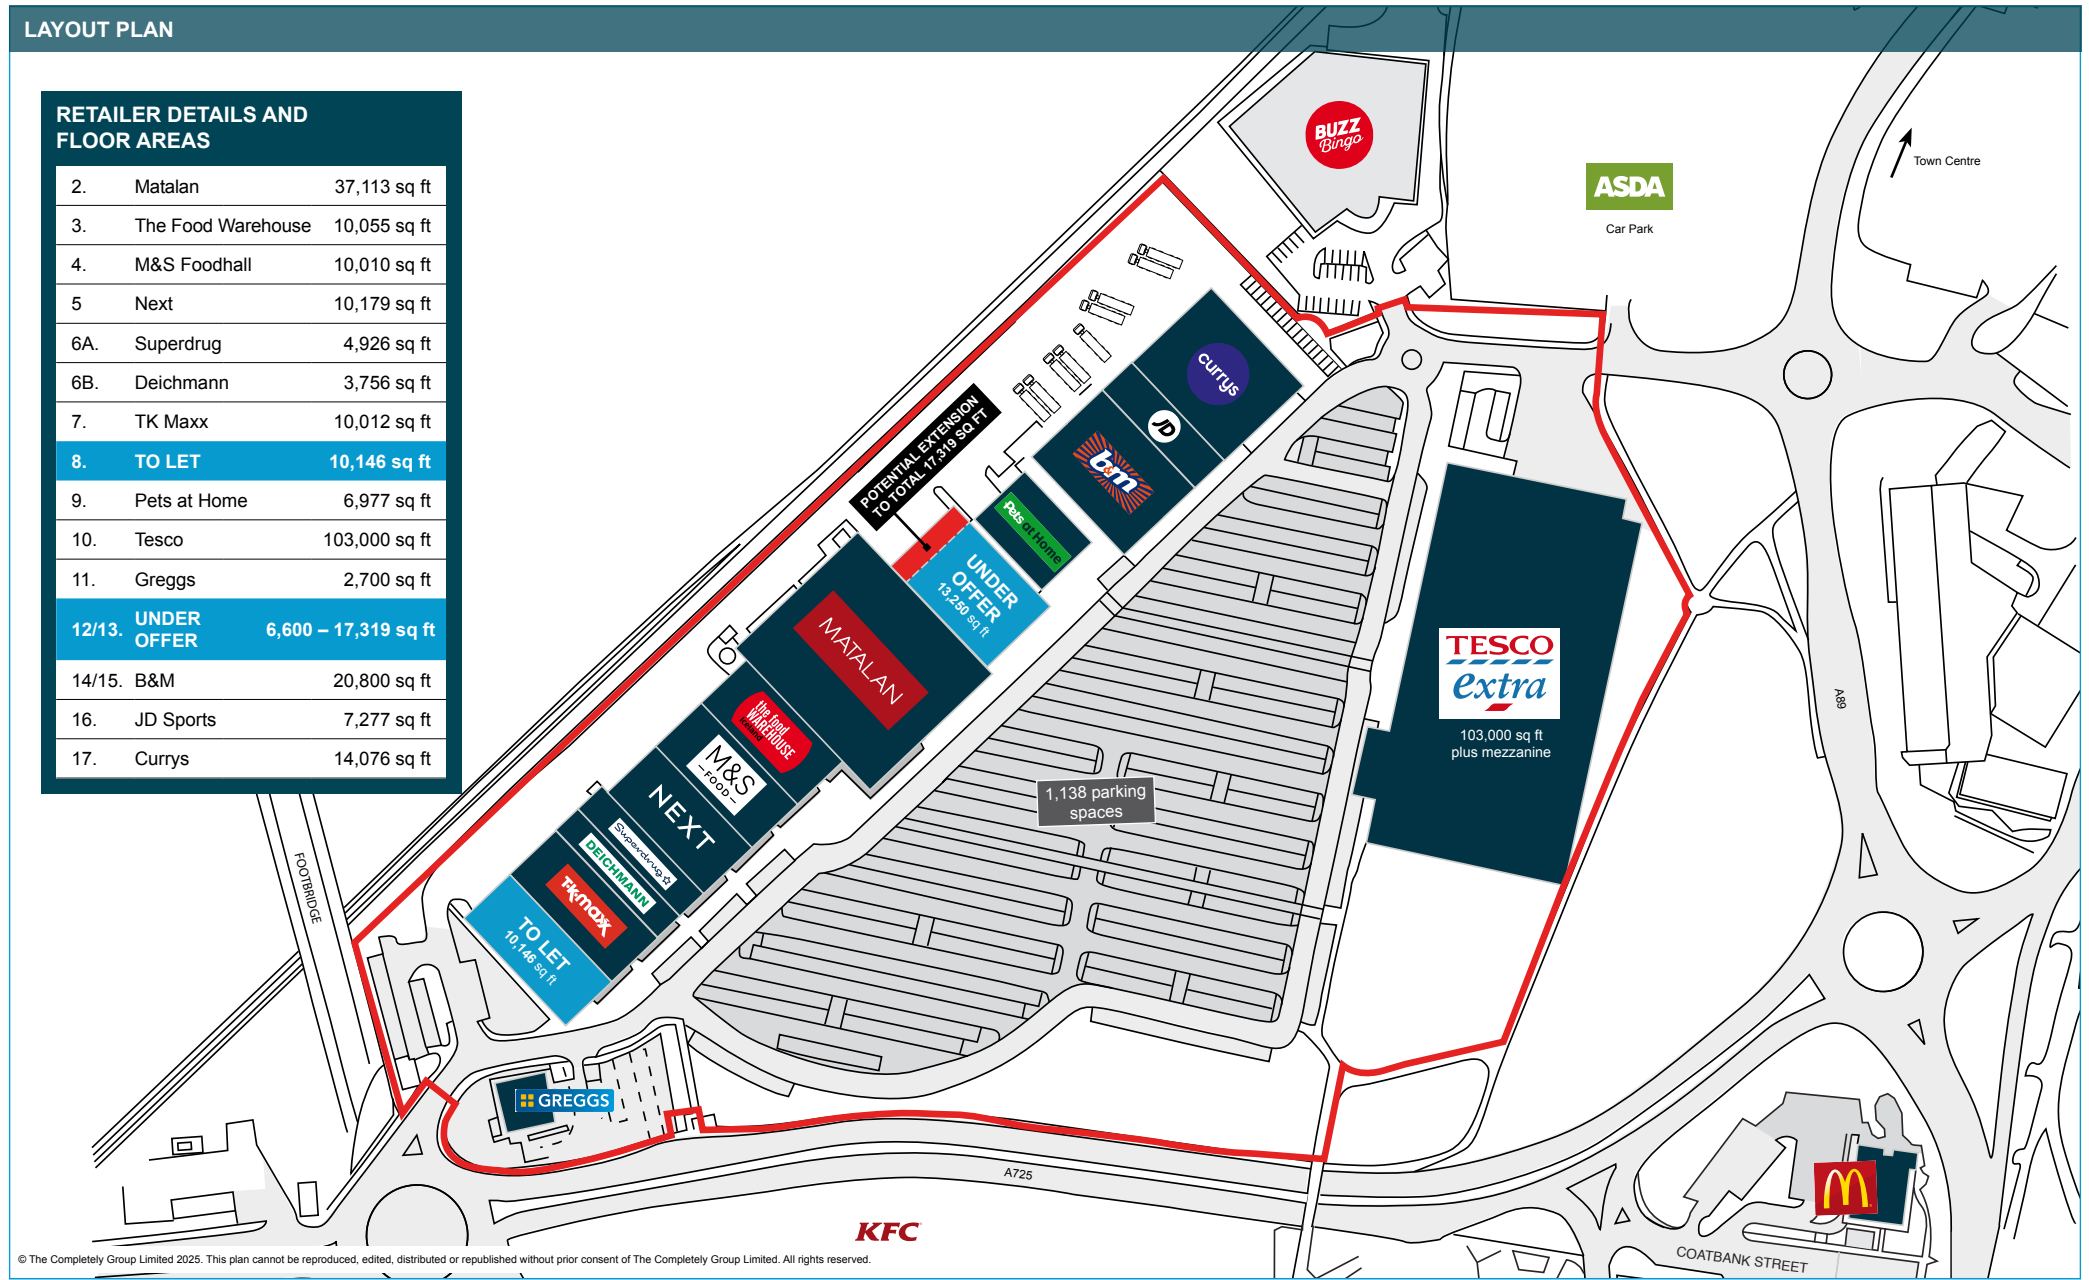 LAYOUT PLAN
RETAILER DETAILS AND
FLOOR AREAS
2. Matalan 37,113 sq ft
3. The Food Warehouse 10,055 sq ft
4. M&S Foodhall 10,010 sq ft
5 Next 10,179 sq ft
6A. Superdrug 4,926 sq ft
6B. Deichmann 3,756 sq ft
7. TK Maxx 10,012 sq ft
8. TO LET 10,146 sq ft
9. Pets at Home 6,977 sq ft
10. Tesco 103,000 sq ft
11. Greggs 2,700 sq ft
12/13. UNDER OFFER 6,600 – 17,319 sq ft
14/15. B&M 20,800 sq ft
16. JD Sports 7,277 sq ft
17. Currys 14,076 sq ft
BUZZ
Bingo
ASDA
Car Park
Town Centre
currys
JD
b&m
Pets at Home
POTENTIAL EXTENSION
TO TOTAL 17,319 SQ FT
UNDER
OFFER
13,250 sq ft
MATALAN
the food
WAREHOUSE
Iceland
M&S
FOOD
NEXT
Superdrug
DEICHMANN
TK maxx
TO LET
10,146 sq ft
TESCO
extra
103,000 sq ft
plus mezzanine
1,138 parking
spaces
A89
FOOTBRIDGE
GREGGS
A725
KFC
M
COATBANK STREET
© The Completely Group Limited 2025. This plan cannot be reproduced, edited, distributed or republished without prior consent of The Completely Group Limited. All rights reserved.